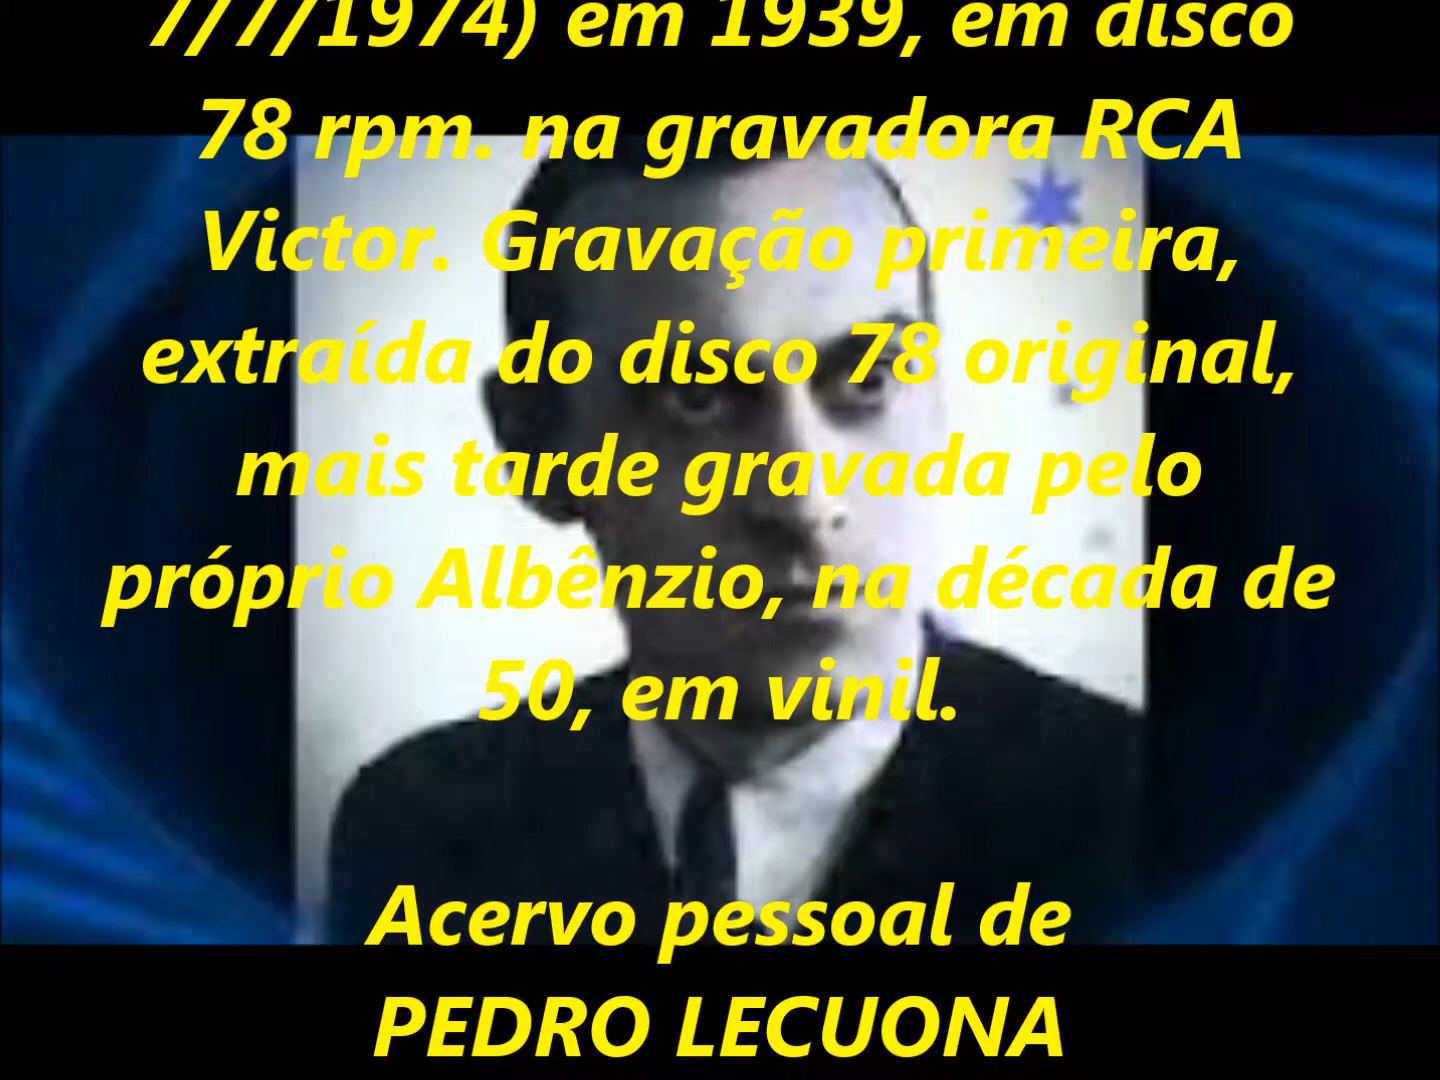 7/7//1974) em 1939, em disco
78 rpm. na gravadora RCA
Victor. Gravação primeira,
extraída do disco 78 original,
mais tarde gravada pelo
próprio Albênzio, na década de
50, em vinil.
Acervo pessoal de
PEDRO LECUONA